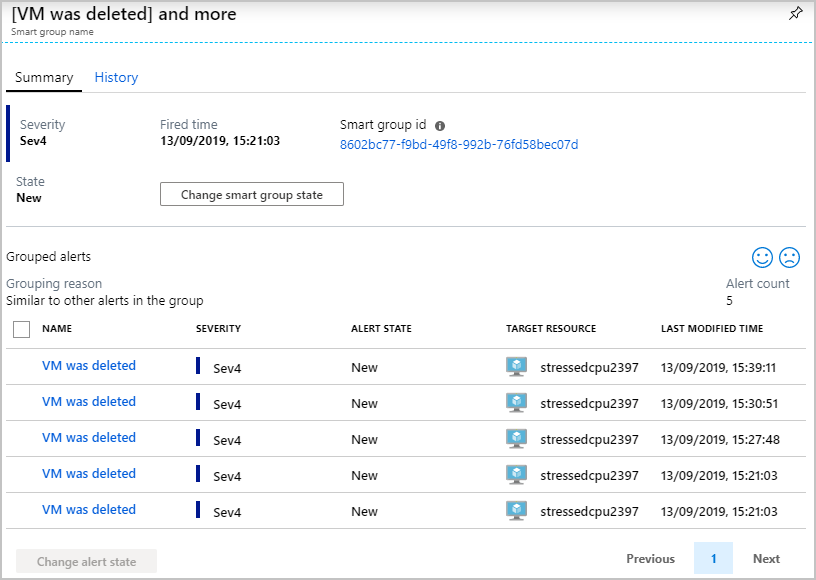 [VM was deleted] and more
Smart group name
Summary History
Severity Fired time Smart group id
Sev4 13/09/2019, 15:21:03 8602bc77-f9bd-49f8-992b-76fd58bec07d
State
New Change smart group state
Grouped alerts
Grouping reason Alert count
Similar to other alerts in the group 5
NAME SEVERITY ALERT STATE TARGET RESOURCE LAST MODIFIED TIME
VM was deleted Sev4 New stressedcpu2397 13/09/2019, 15:39:11
VM was deleted Sev4 New stressedcpu2397 13/09/2019, 15:30:51
VM was deleted Sev4 New stressedcpu2397 13/09/2019, 15:27:48
VM was deleted Sev4 New stressedcpu2397 13/09/2019, 15:21:03
VM was deleted Sev4 New stressedcpu2397 13/09/2019, 15:21:03
Change alert state Previous 1 Next